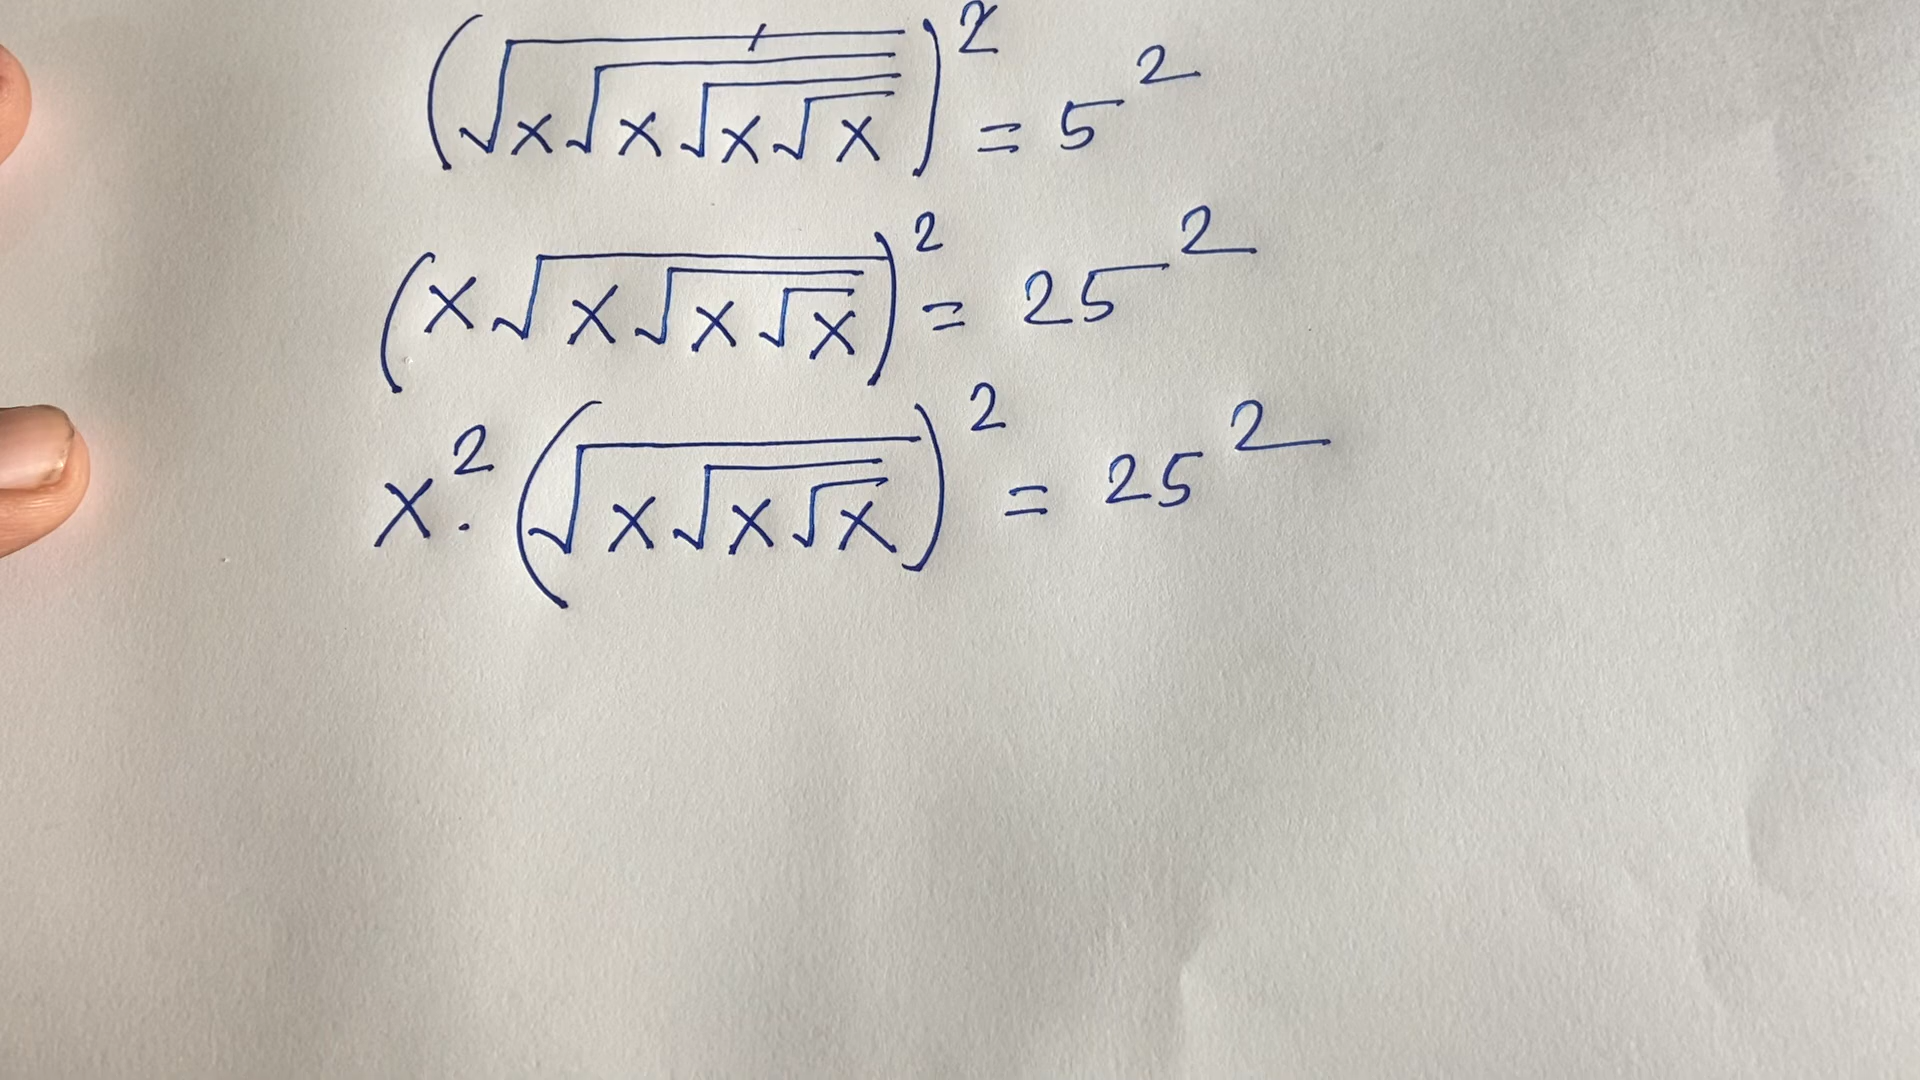 (√(x√(x√(x√x))))² = 5²
(x√(x√(x√x)))² = 25²
x².(√(x√(x√x)))² = 25²